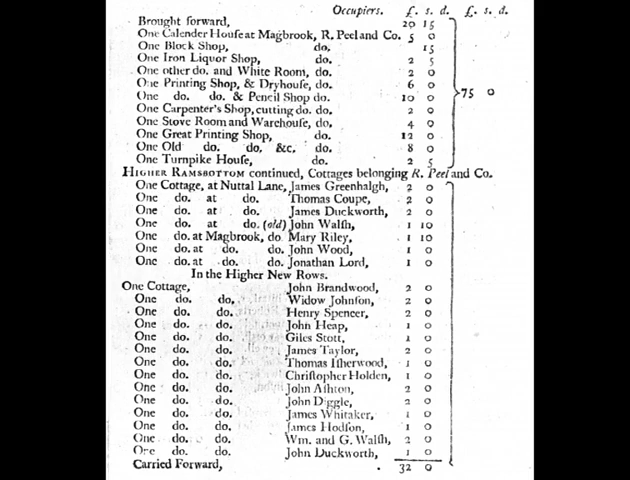 Occupiers. £. s. d. £. s. d.
Brought forward, 20 15
One Calender Houſe at Magbrook, R. Peel and Co. 5 0
One Block Shop, do. 15
One Iron Liquor Shop, do. 2 5
One other do. and White Room, do. 2 0
One Printing Shop, & Dryhouſe, do. 6 0
One do. do. & Pencil Shop do. 10 0 75 0
One Carpenter's Shop, cutting do. do. 2 0
One Stove Room and Warehouſe, do. 4 0
One Great Printing Shop, do. 12 0
One Old do. do. &c. do. 8 0
One Turnpike Houſe, do. 2 5
HIGHER RAMSBOTTOM continued, Cottages belonging R. Peel and Co.
One Cottage, at Nuttal Lane, James Greenhalgh, 2 0
One do. at do. Thomas Coupe, 2 0
One do. at do. James Duckworth, 2 0
One do. at do. (old) John Walſh, 1 10
One do. at Magbrook, do. Mary Riley, 1 10
One do. at do. do. John Wood, 1 0
One do. at do. do. Jonathan Lord, 1 0
In the Higher New Rows.
One Cottage, John Brandwood, 2 0
One do. do. Widow Johnſon, 2 0
One do. do. Henry Spencer, 2 0
One do. do. John Heap, 1 0
One do. do. Giles Stott, 1 0
One do. do. James Taylor, 2 0
One do. do. Thomas Iſherwood, 1 0
One do. do. Chriſtopher Holden, 1 0
One do. do. John Aſhton, 2 0
One do. do. John Diggle, 2 0
One do. do. James Whitaker, 1 0
One do. do. James Hodſon, 1 0
One do. do. Wm. and G. Walſh, 2 0
One do. do. John Duckworth, 1 0
Carried Forward, 32 0